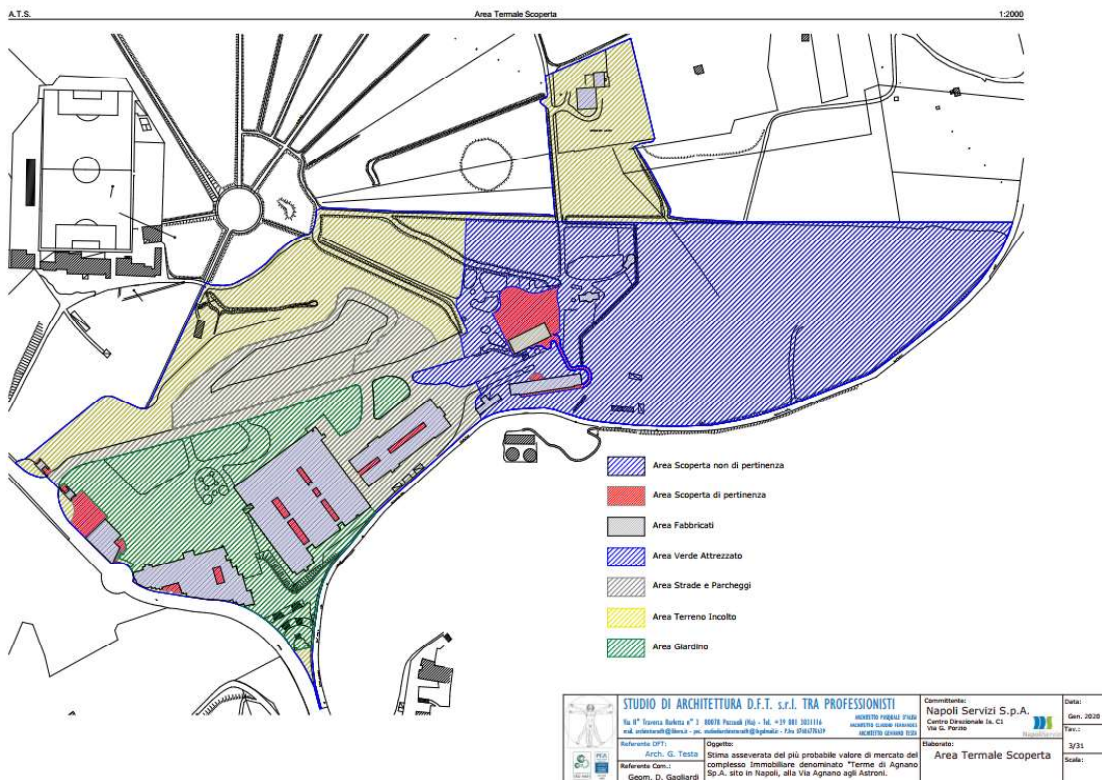 A.T.S.
Area Termale Scoperta
1:2000
Area Scoperta non di pertinenza
Area Scoperta di pertinenza
Area Fabbricati
Area Verde Attrezzato
Area Strade e Parcheggi
Area Terreno Incolto
Area Giardino
STUDIO DI ARCHITETTURA D.F.T. s.r.l. TRA PROFESSIONISTI
Referente DFT:
Arch. G. Testa
Referente Com.:
Geom. D. Gagliardi
Oggetto:
Stima asseverata del più probabile valore di mercato del
complesso Immobiliare denominato "Terme di Agnano
Sp.A. sito in Napoli, alla Via Agnano agli Astroni.
Committente:
Napoli Servizi S.p.A.
Centro Direzionale is. C1
Via G. Porzio
Elaborato:
Area Termale Scoperta
Data:
Gen. 2020
Tav.:
3/31
Scale: